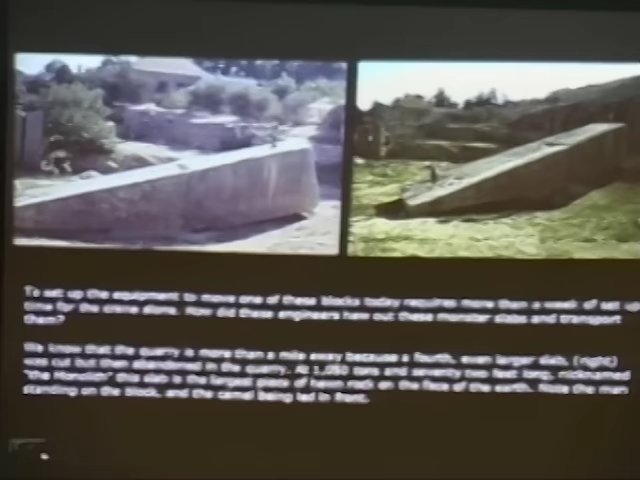 To set up the equipment to move one of these blocks today requires more than a week of set up
time for the crane alone. How did these engineers hew out these monster slabs and transport
them?
We know that the quarry is more than a mile away because a fourth, even larger slab, (right)
was cut but then abandoned in the quarry. At 1,050 tons and seventy two feet long, nicknamed
"the Monolith" this slab is the largest piece of hewn rock on the face of the earth. Note the man
standing on the block, and the camel being led in front.